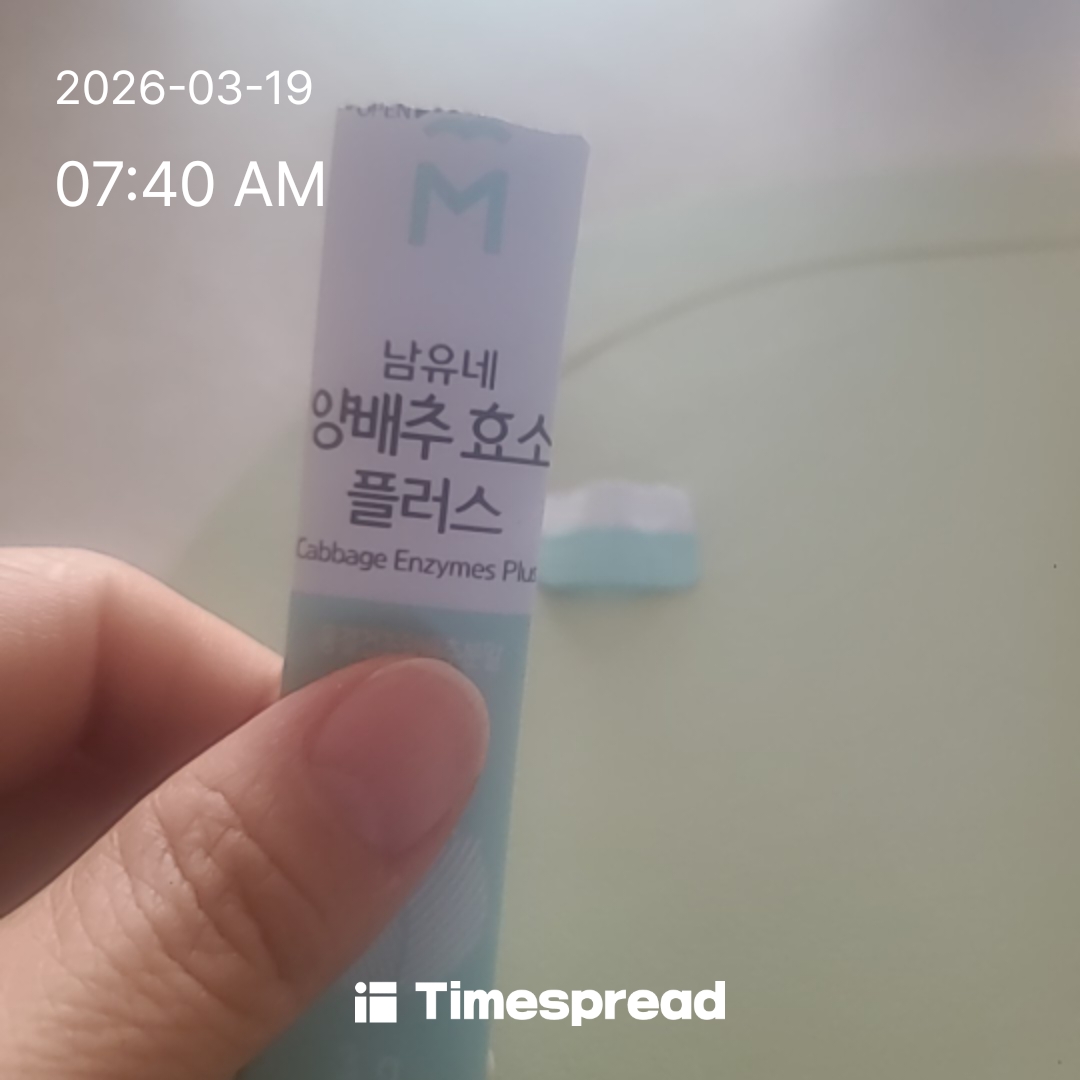 2026-03-19
07:40 AM
OPEN
M
남유네
양배추 효소
플러스
Cabbage Enzymes Plus
Timespread